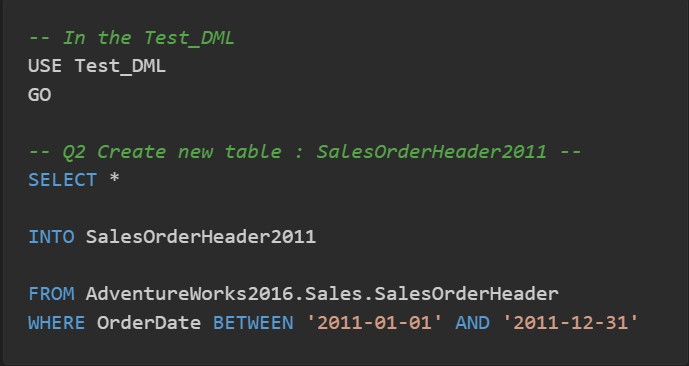 -- In the Test_DML
USE Test_DML
GO
-- Q2 Create new table : SalesOrderHeader2011 --
SELECT *
INTO SalesOrderHeader2011
FROM AdventureWorks2016.Sales.SalesOrderHeader
WHERE OrderDate BETWEEN '2011-01-01' AND '2011-12-31'